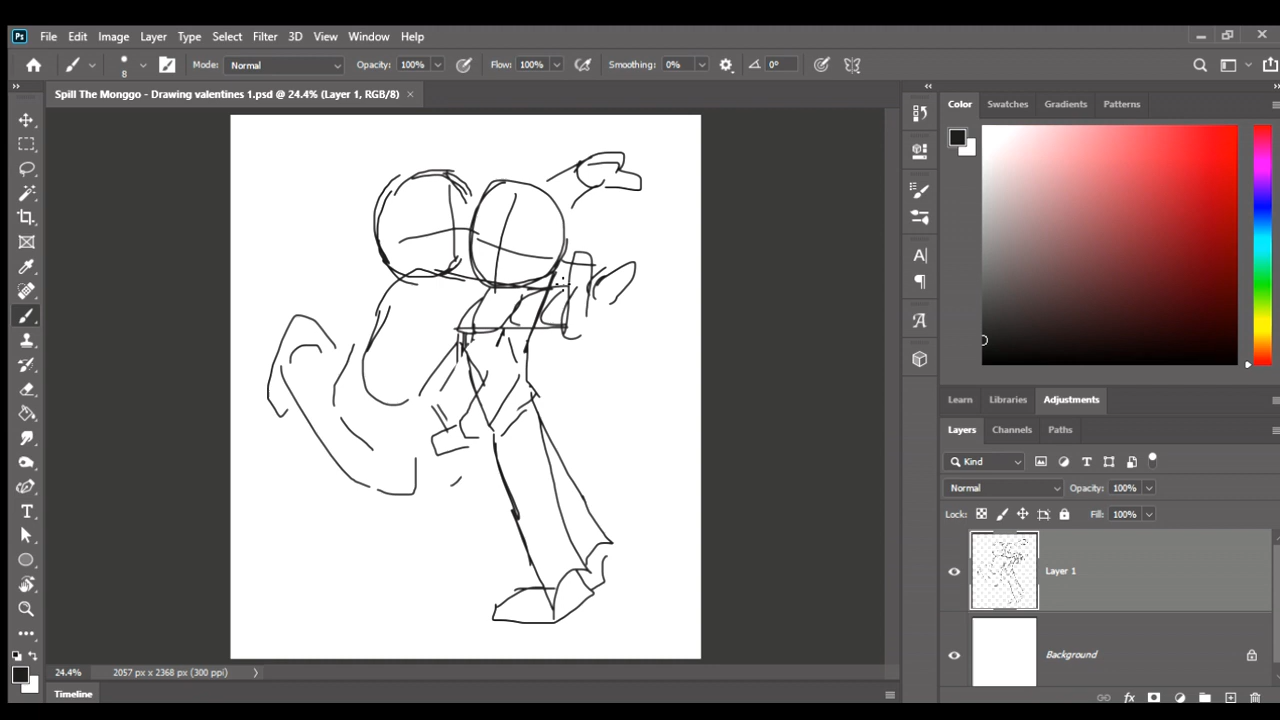 Ps File Edit Image Layer Type Select Filter 3D View Window Help
8 Mode: Normal Opacity: 100% Flow: 100% Smoothing: 0% 0°
Spill The Monggo - Drawing valentines 1.psd @ 24.4% (Layer 1, RGB/8)
Color Swatches Gradients Patterns
Learn Libraries Adjustments
Layers Channels Paths
Kind
Normal Opacity: 100%
Lock: Fill: 100%
Layer 1
Background
24.4% 2057 px x 2368 px (300 ppi)
Timeline